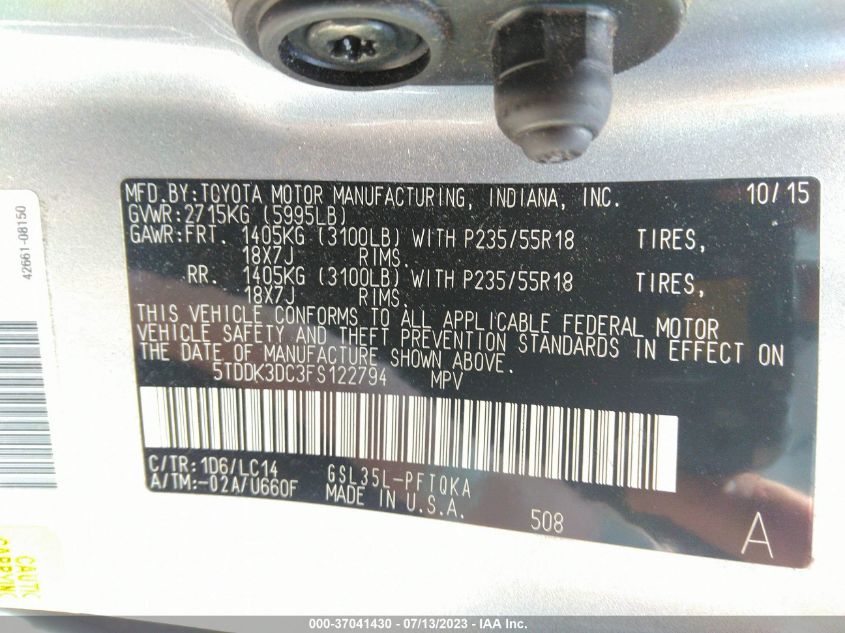 MFD.BY:TOYOTA MOTOR MANUFACTURING, INDIANA, INC. 10/15
GVWR:2715KG (5995LB)
GAWR:FRT. 1405KG (3100LB) WITH P235/55R18 TIRES,
18X7J RIMS.
RR. 1405KG (3100LB) WITH P235/55R18 TIRES,
18X7J RIMS.
THIS VEHICLE CONFORMS TO ALL APPLICABLE FEDERAL MOTOR
VEHICLE SAFETY AND THEFT PREVENTION STANDARDS IN EFFECT ON
THE DATE OF MANUFACTURE SHOWN ABOVE.
5TDDK3DC3FS122794 MPV
C/TR:1D6/LC14 GSL35L-PFTQKA
A/TM:-02A/U660F MADE IN U.S.A.
508
A
42661-08150
CAUTI
CARRYIN
000-37041430 - 07/13/2023 - IAA Inc.